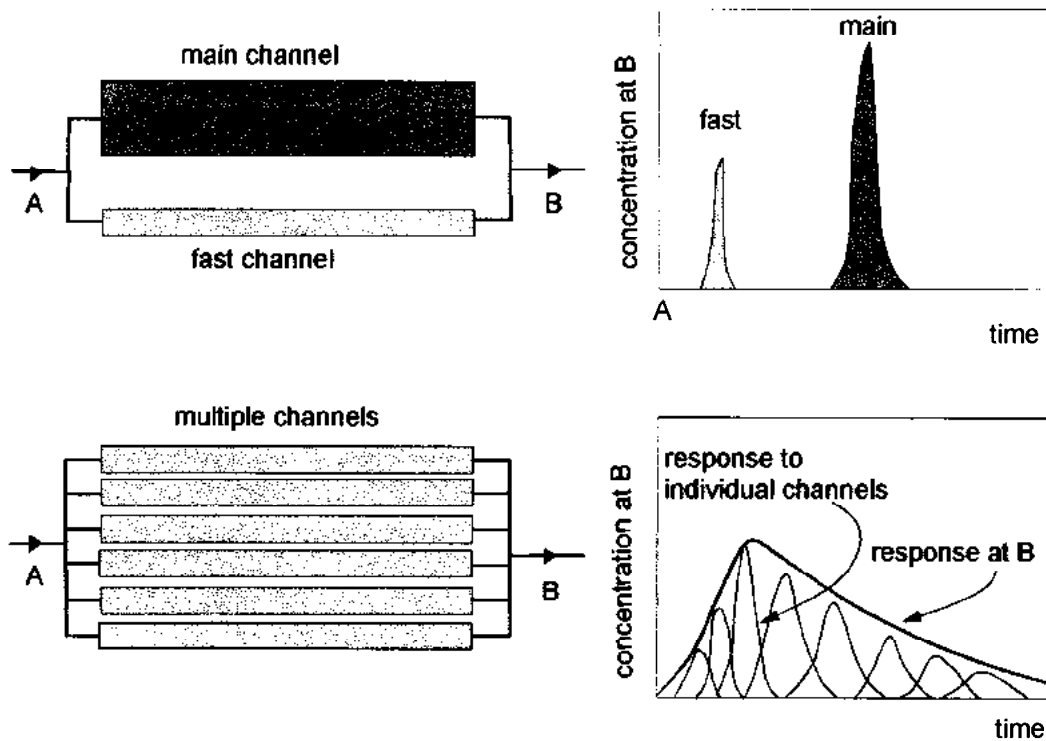 main channel
A
B
fast channel
concentration at B
fast
main
A
time
multiple channels
A
B
concentration at B
response to
individual channels
response at B
time